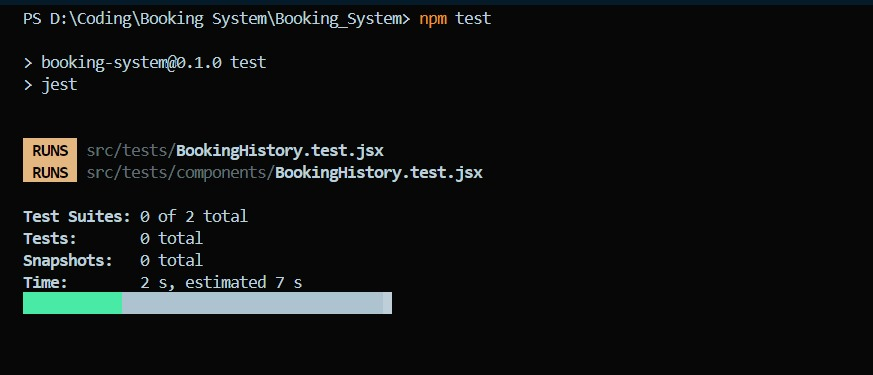 PS D:\Coding\Booking System\Booking_System> npm test
> booking-system@0.1.0 test
> jest
RUNS src/tests/BookingHistory.test.jsx
RUNS src/tests/components/BookingHistory.test.jsx
Test Suites: 0 of 2 total
Tests: 0 total
Snapshots: 0 total
Time: 2 s, estimated 7 s